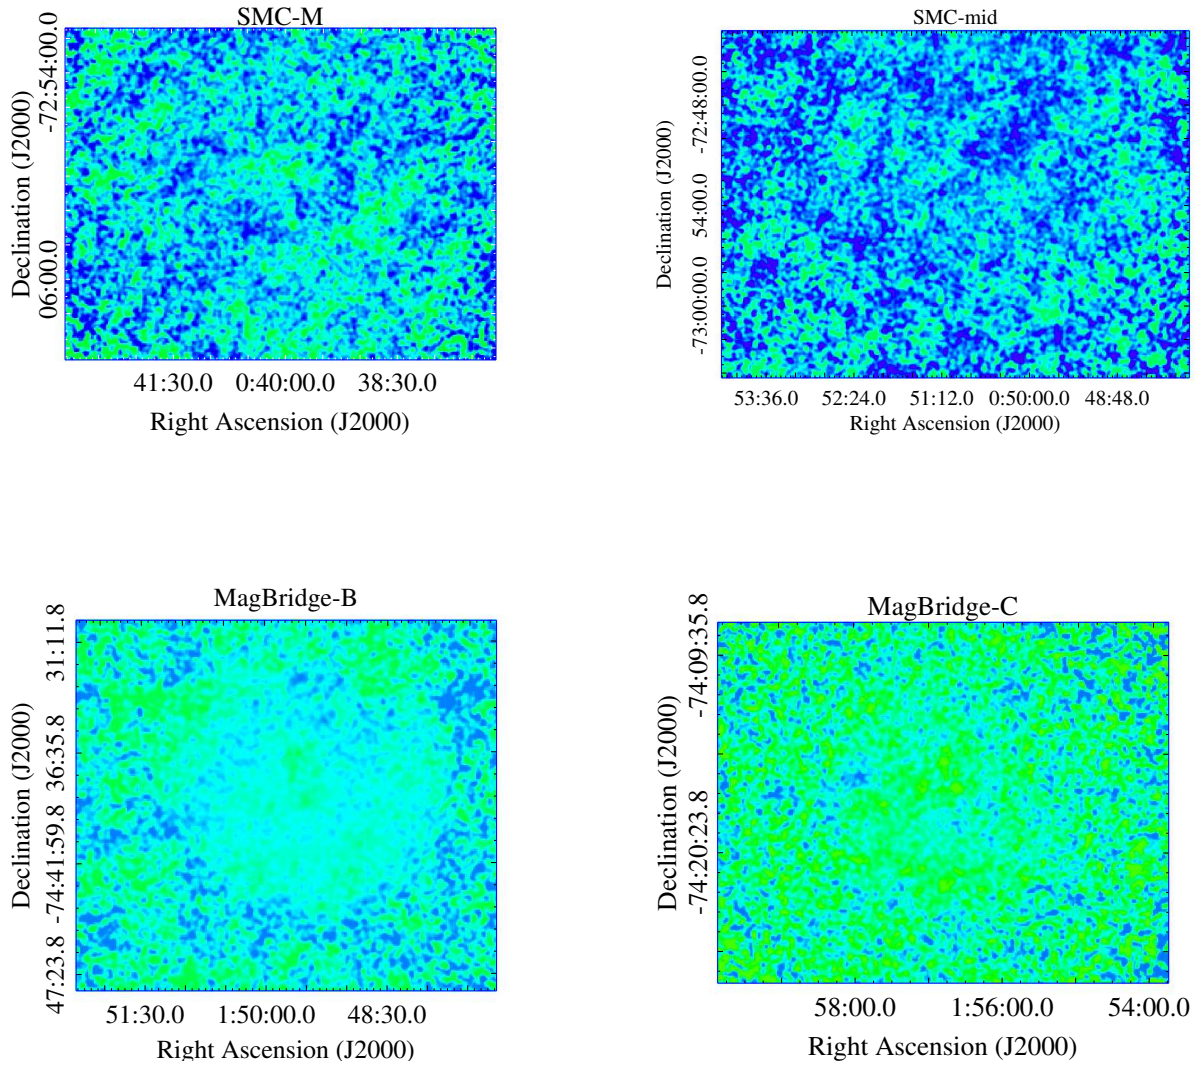 SMC-M
Declination (J2000)
-72:54:00.0
06:00.0
41:30.0 0:40:00.0 38:30.0
Right Ascension (J2000)
SMC-mid
Declination (J2000)
-72:48:00.0
54:00.0
-73:00:00.0
53:36.0 52:24.0 51:12.0 0:50:00.0 48:48.0
Right Ascension (J2000)
MagBridge-B
Declination (J2000)
31:11.8
36:35.8
-74:41:59.8
47:23.8
51:30.0 1:50:00.0 48:30.0
Right Ascension (J2000)
MagBridge-C
Declination (J2000)
-74:09:35.8
-74:20:23.8
58:00.0 1:56:00.0 54:00.0
Right Ascension (J2000)